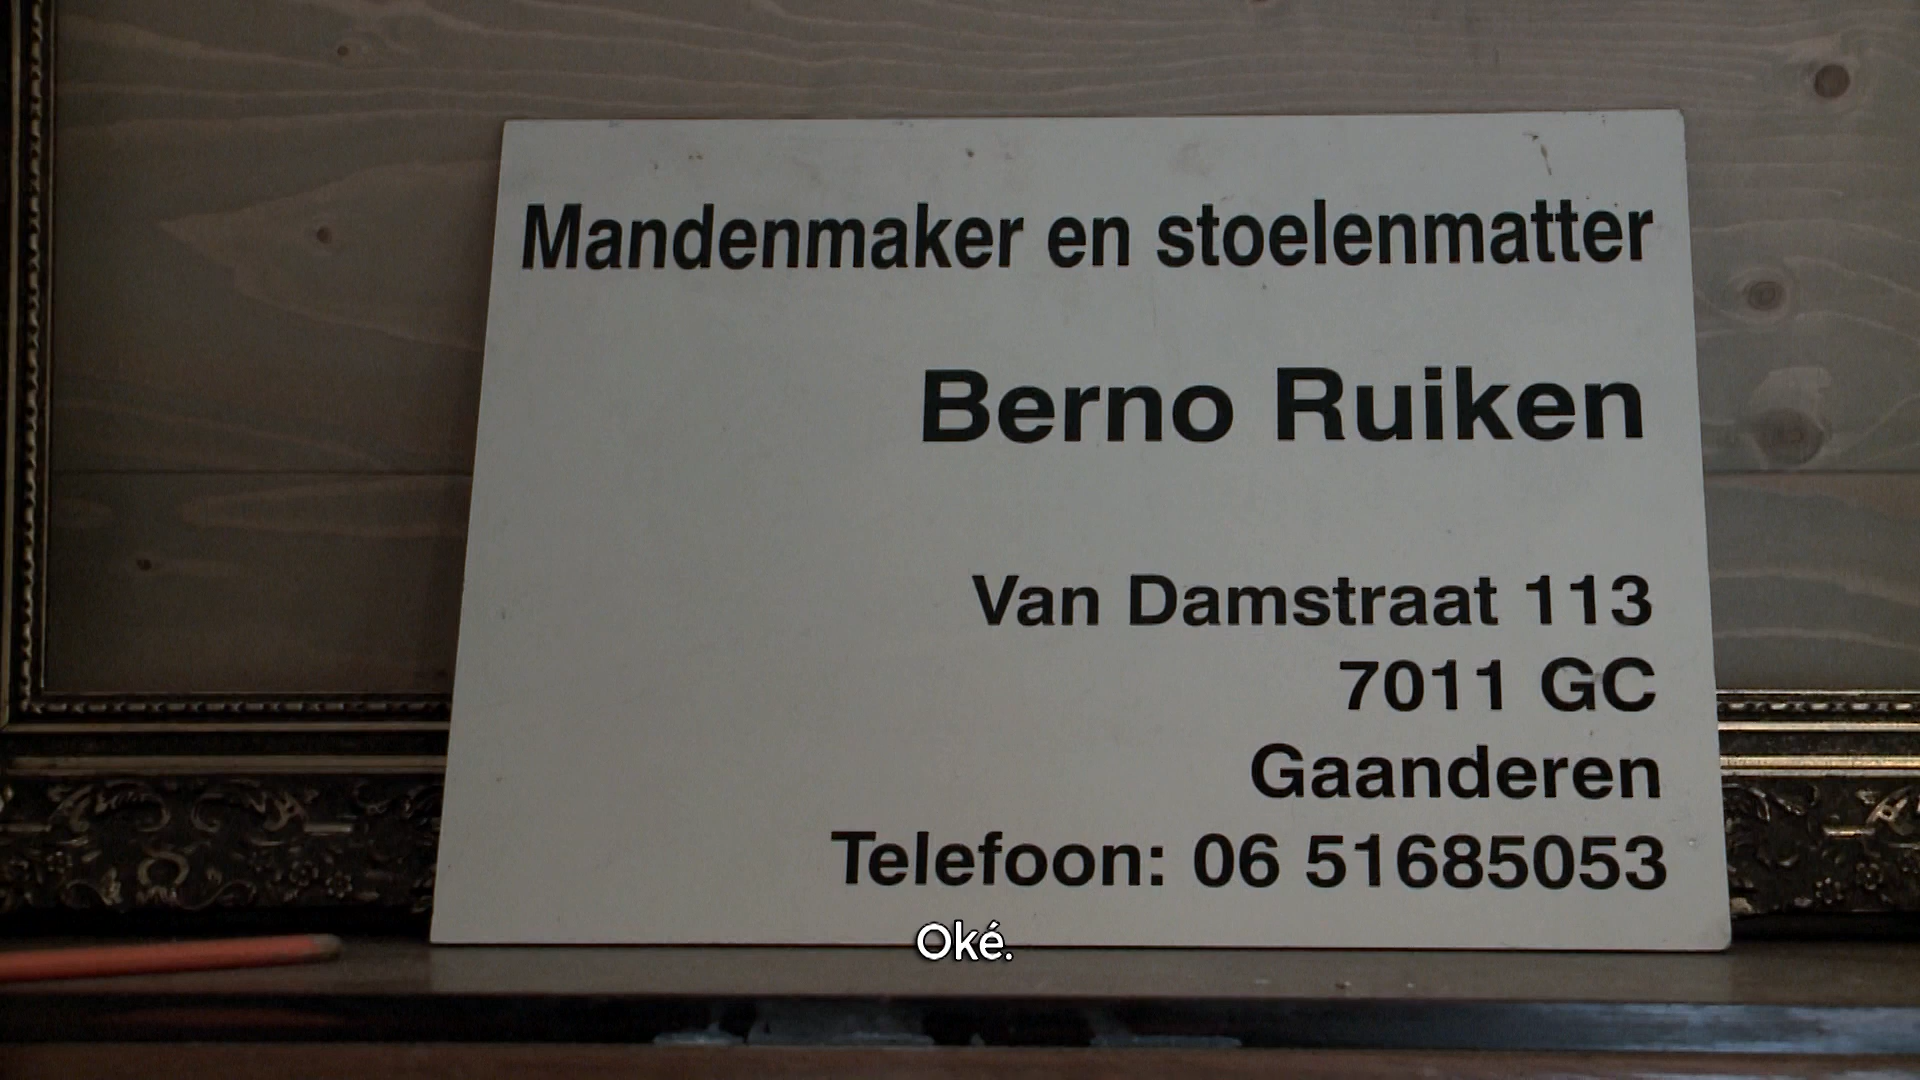 Mandenmaker en stoelenmatter
Berno Ruiken
Van Damstraat 113
7011 GC
Gaanderen
Telefoon: 06 51685053
Oké.